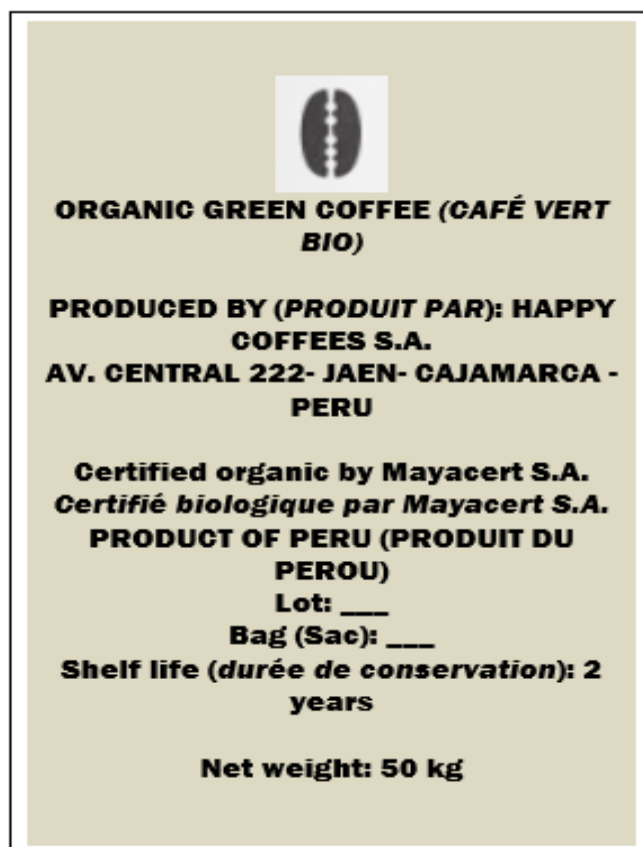 ORGANIC GREEN COFFEE (CAFÉ VERT
BIO)
PRODUCED BY (PRODUIT PAR): HAPPY
COFFEES S.A.
AV. CENTRAL 222- JAEN- CAJAMARCA -
PERU
Certified organic by Mayacert S.A.
Certifié biologique par Mayacert S.A.
PRODUCT OF PERU (PRODUIT DU
PEROU)
Lot: ___
Bag (Sac): ___
Shelf life (durée de conservation): 2
years
Net weight: 50 kg